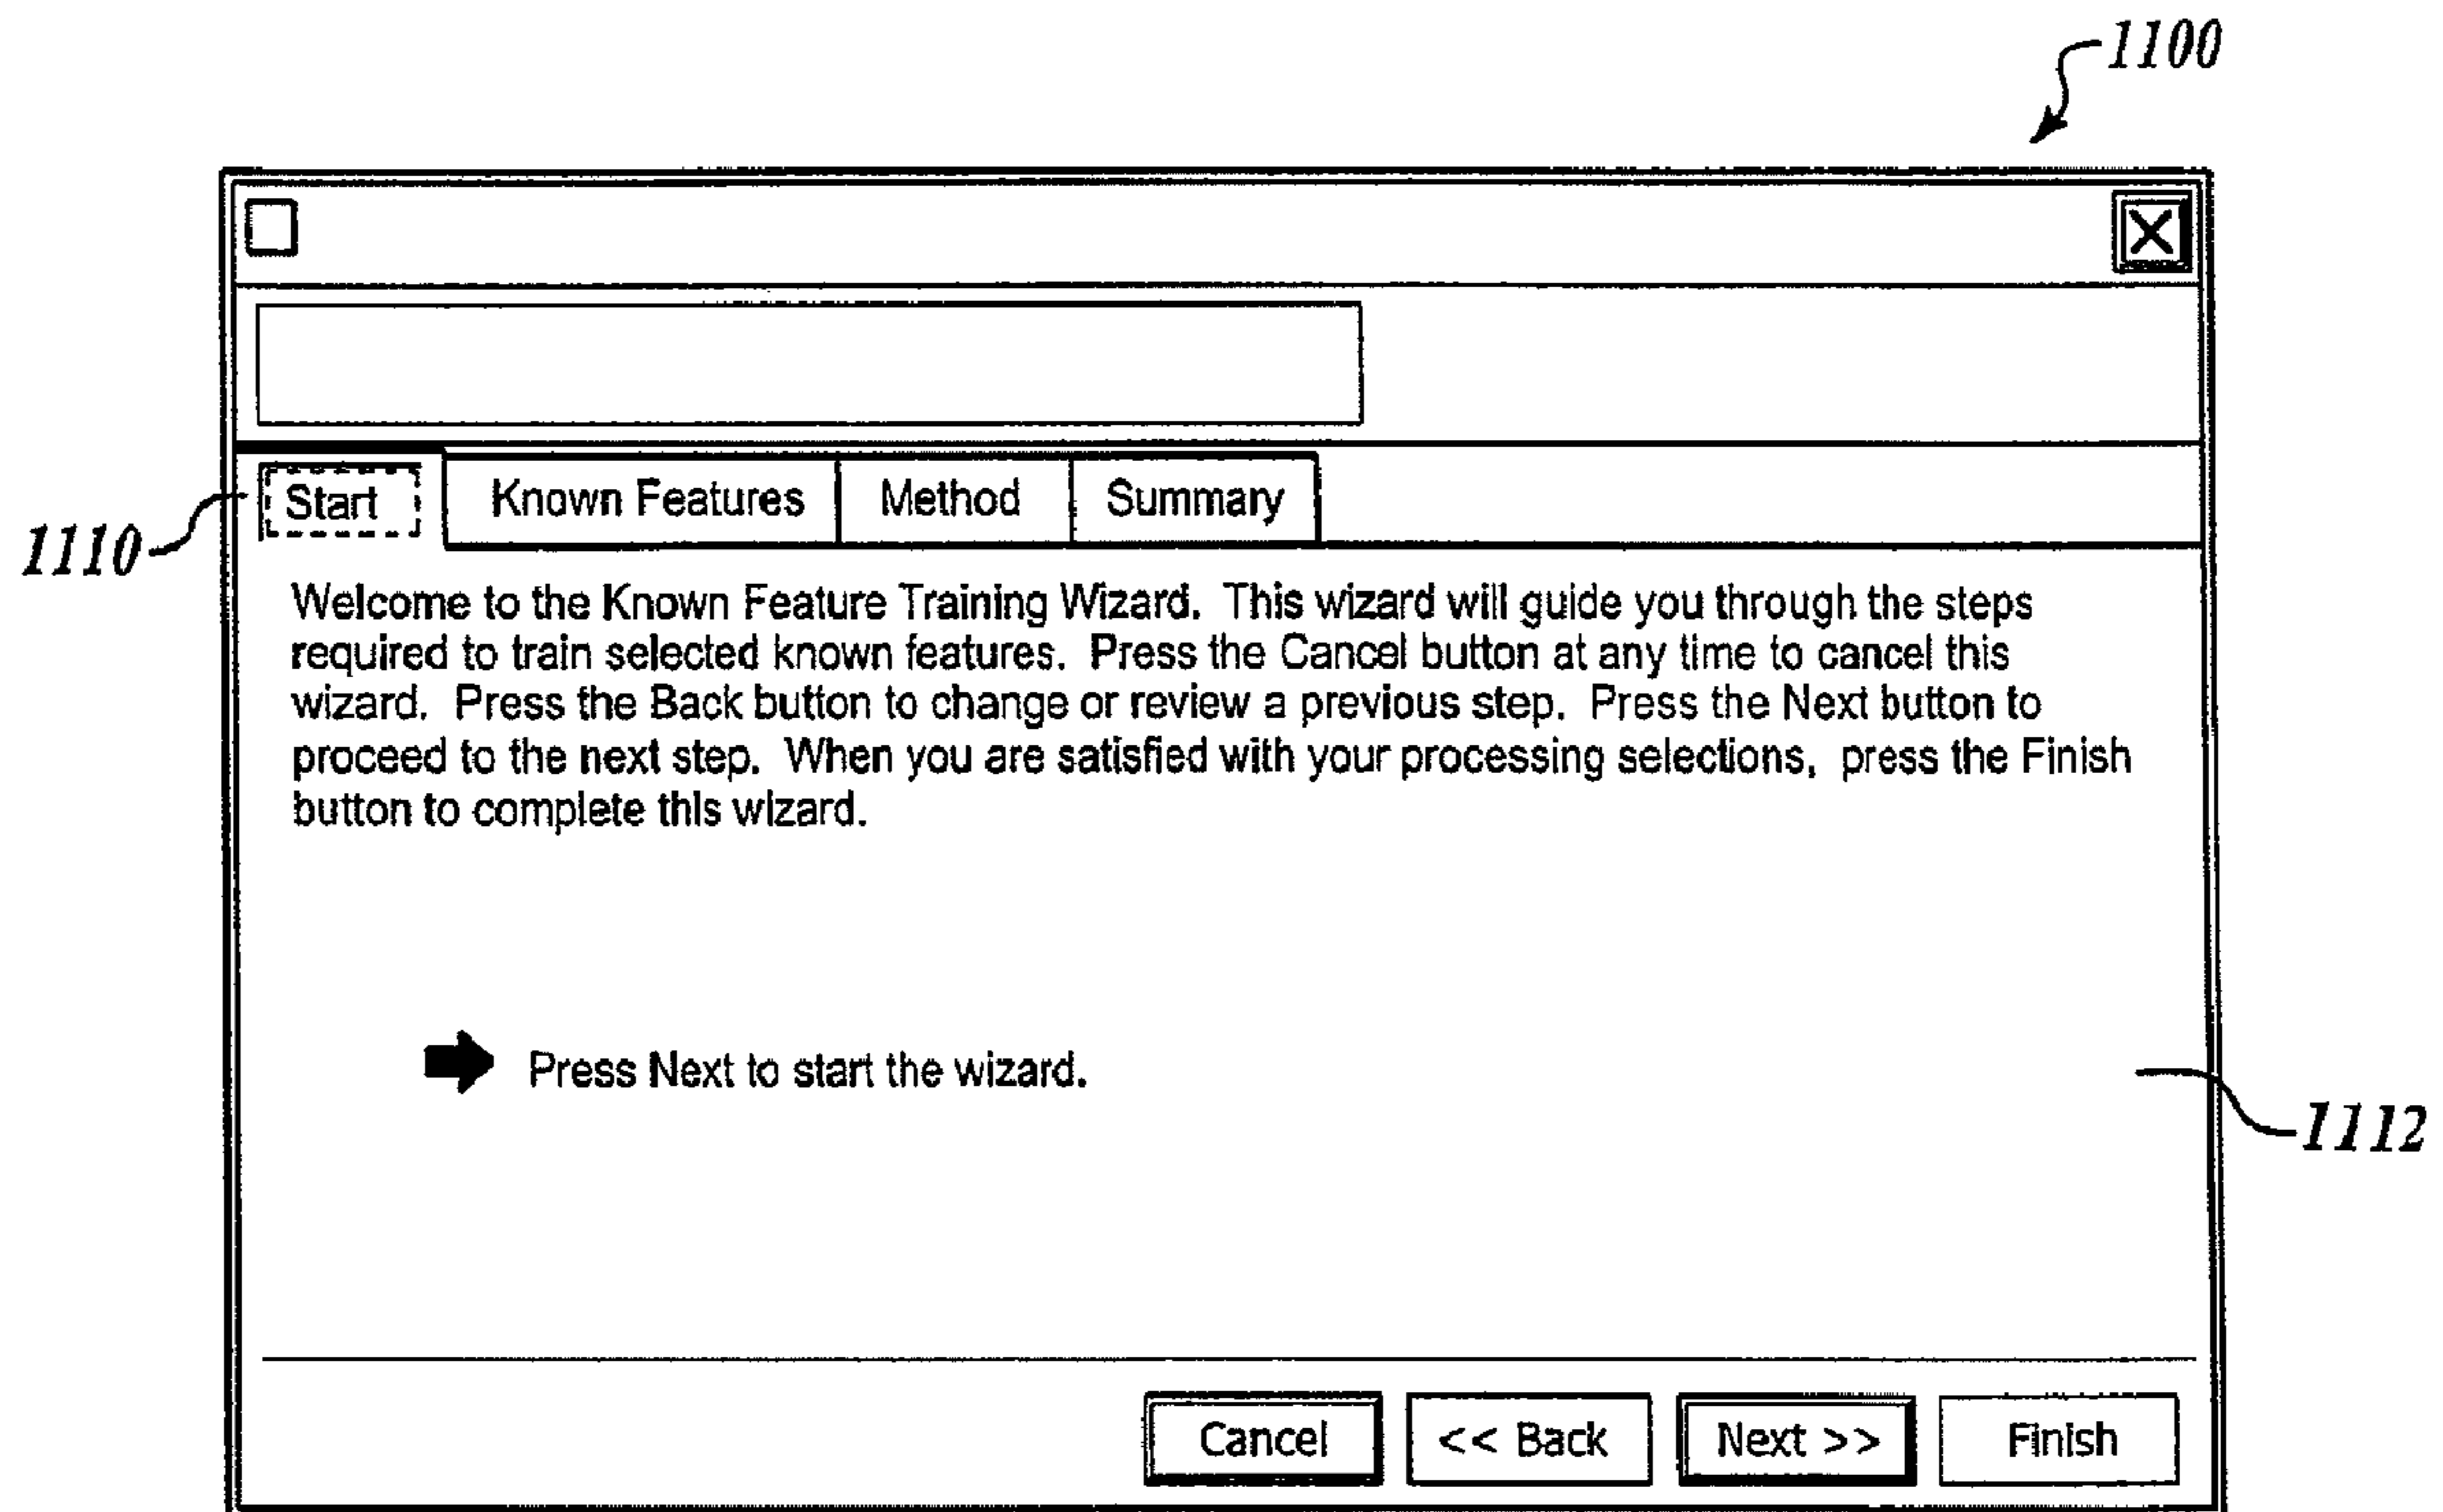 1100
1110
Start
Known Features
Method
Summary
Welcome to the Known Feature Training Wizard. This wizard will guide you through the steps
required to train selected known features. Press the Cancel button at any time to cancel this
wizard. Press the Back button to change or review a previous step. Press the Next button to
proceed to the next step. When you are satisfied with your processing selections, press the Finish
button to complete this wizard.
Press Next to start the wizard.
1112
Cancel
<< Back
Next >>
Finish